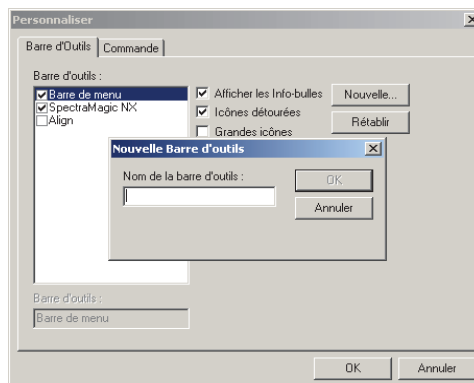 Personnaliser
Barre d'Outils
Commande
Barre d'outils :
Barre de menu
SpectraMagic NX
Align
Afficher les Info-bulles
Icônes détourées
Grandes icônes
Nouvelle...
Rétablir
Nouvelle Barre d'outils
Nom de la barre d'outils :
OK
Annuler
Barre d'outils :
Barre de menu
OK
Annuler